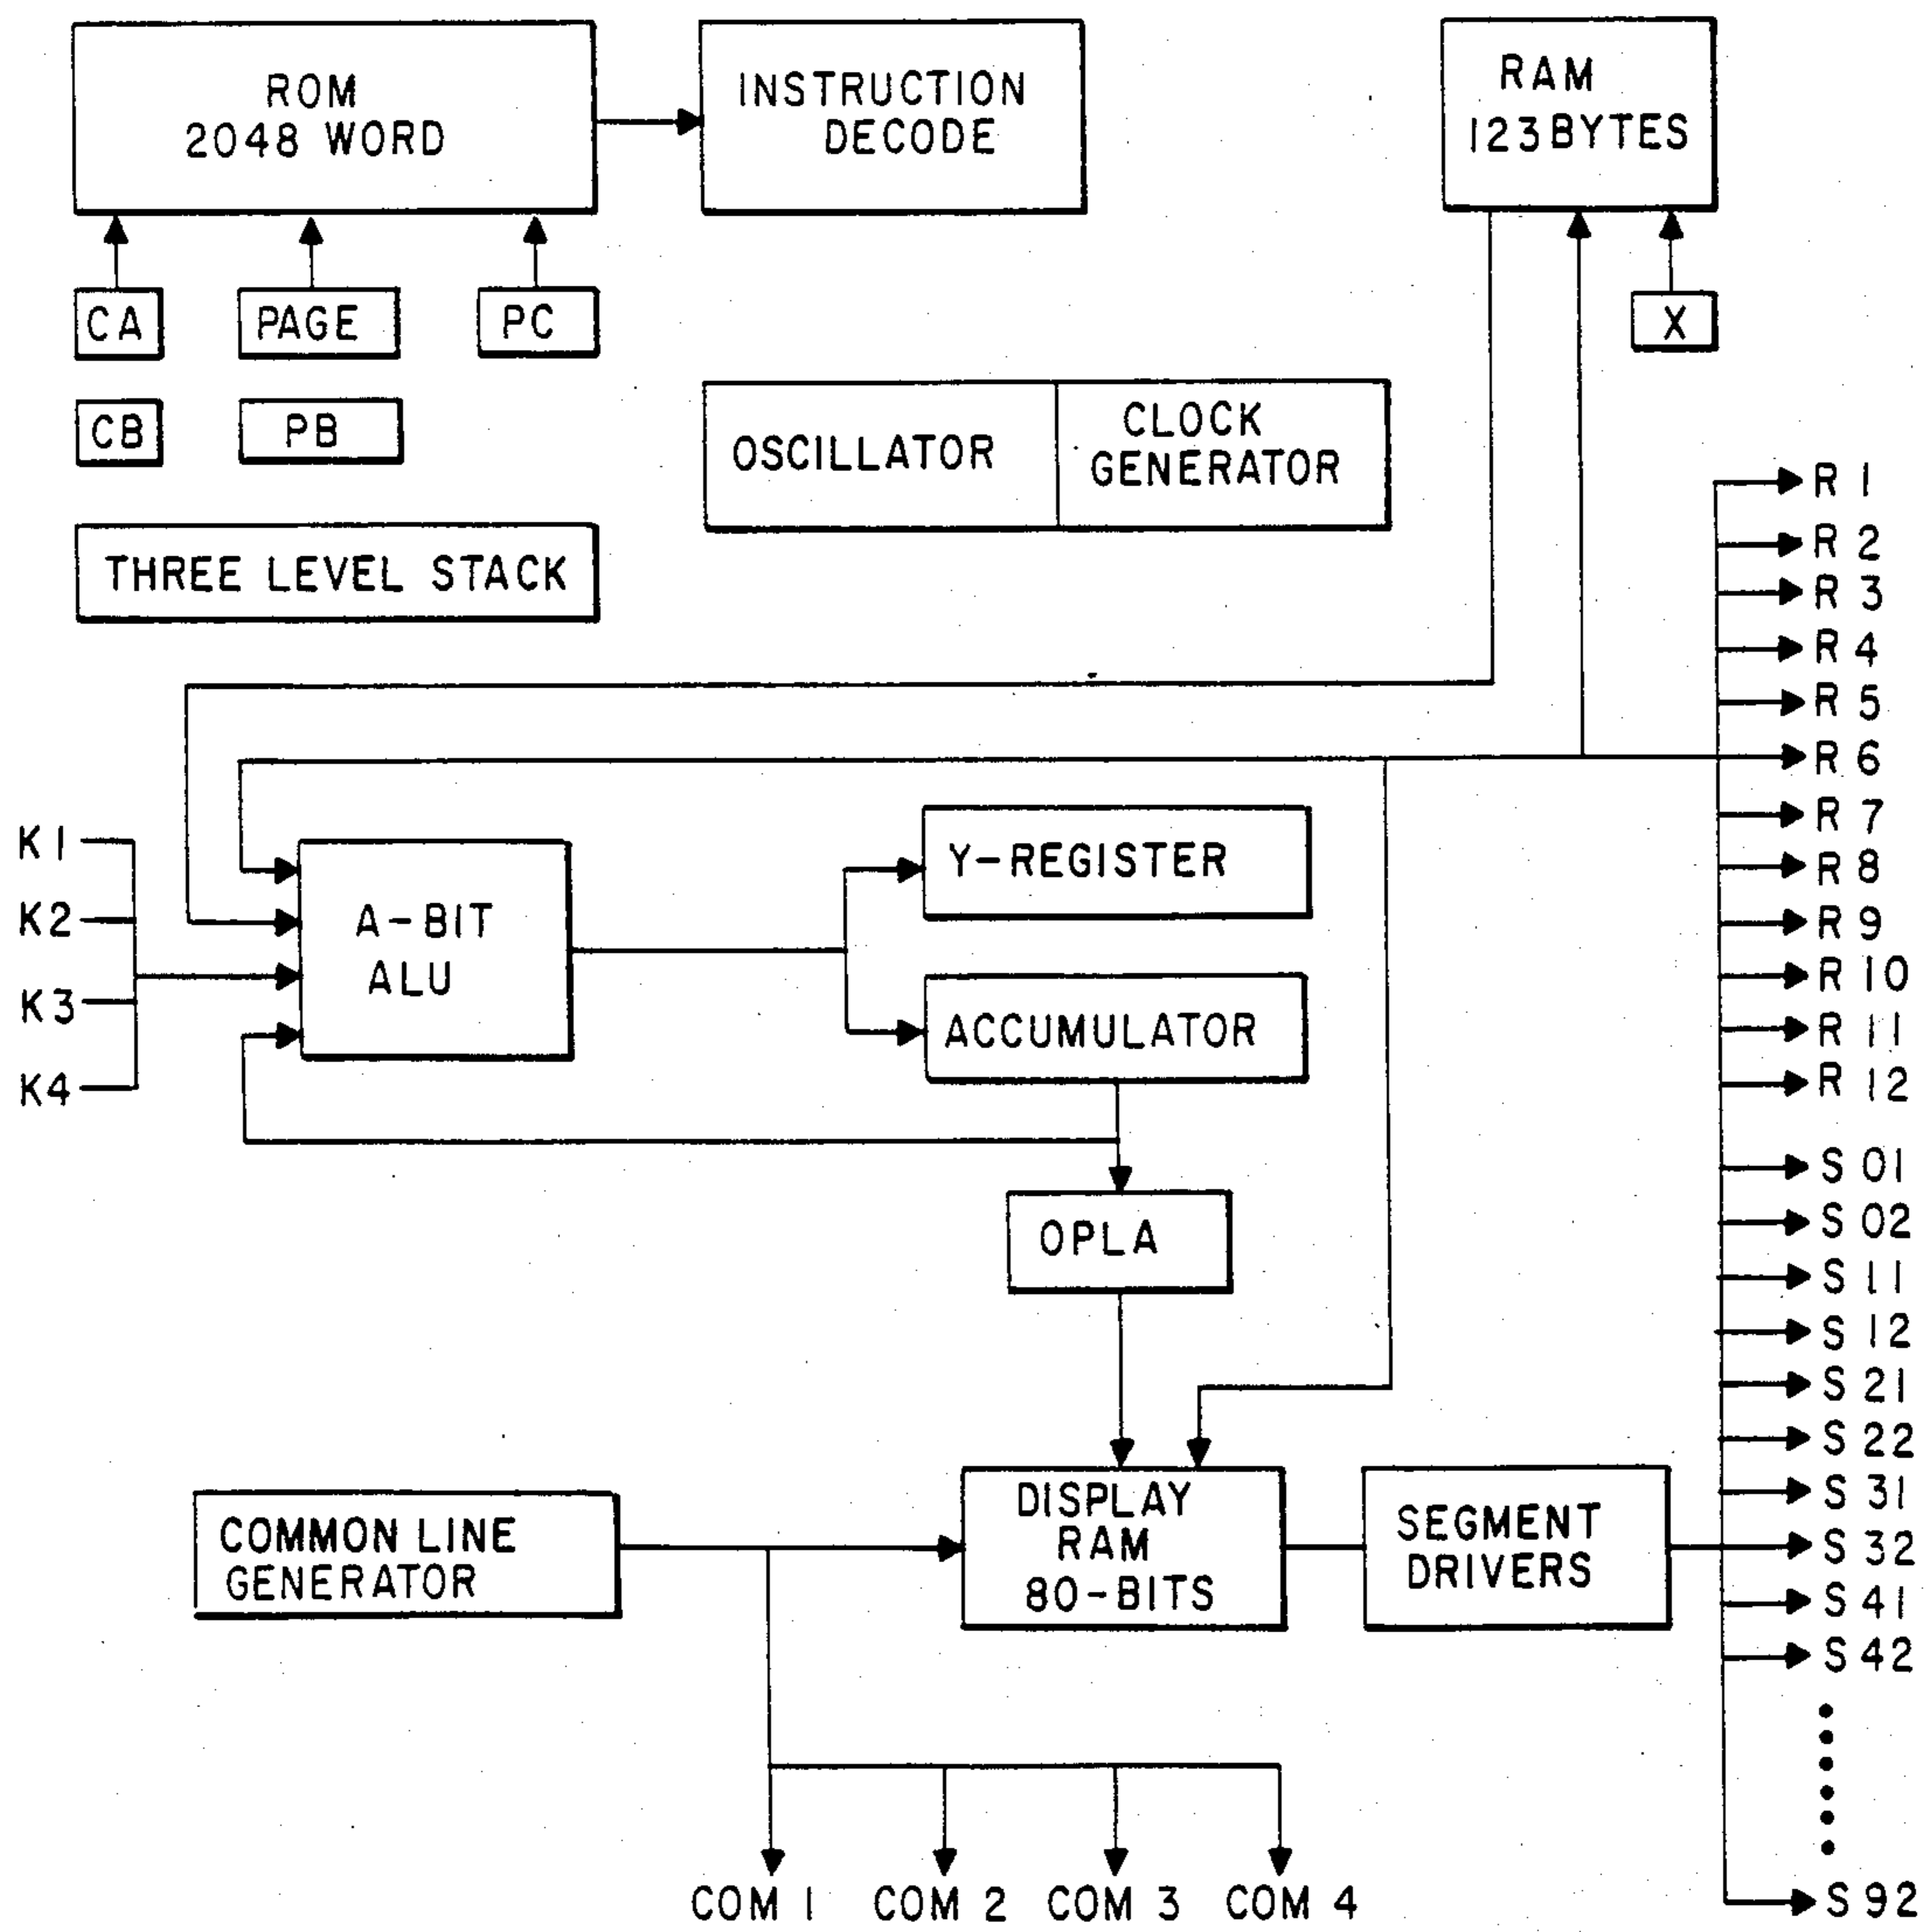 ROM
2048 WORD
INSTRUCTION
DECODE
RAM
123 BYTES
CA
PAGE
PC
X
CB
PB
OSCILLATOR
CLOCK
GENERATOR
THREE LEVEL STACK
R 1
R 2
R 3
R 4
R 5
R 6
R 7
R 8
R 9
R 10
R 11
R 12
K1
K2
K3
K4
A-BIT
ALU
Y-REGISTER
ACCUMULATOR
OPLA
S 01
S 02
S 11
S 12
S 21
S 22
S 31
S 32
S 41
S 42
S 92
COMMON LINE
GENERATOR
DISPLAY
RAM
80-BITS
SEGMENT
DRIVERS
COM 1
COM 2
COM 3
COM 4